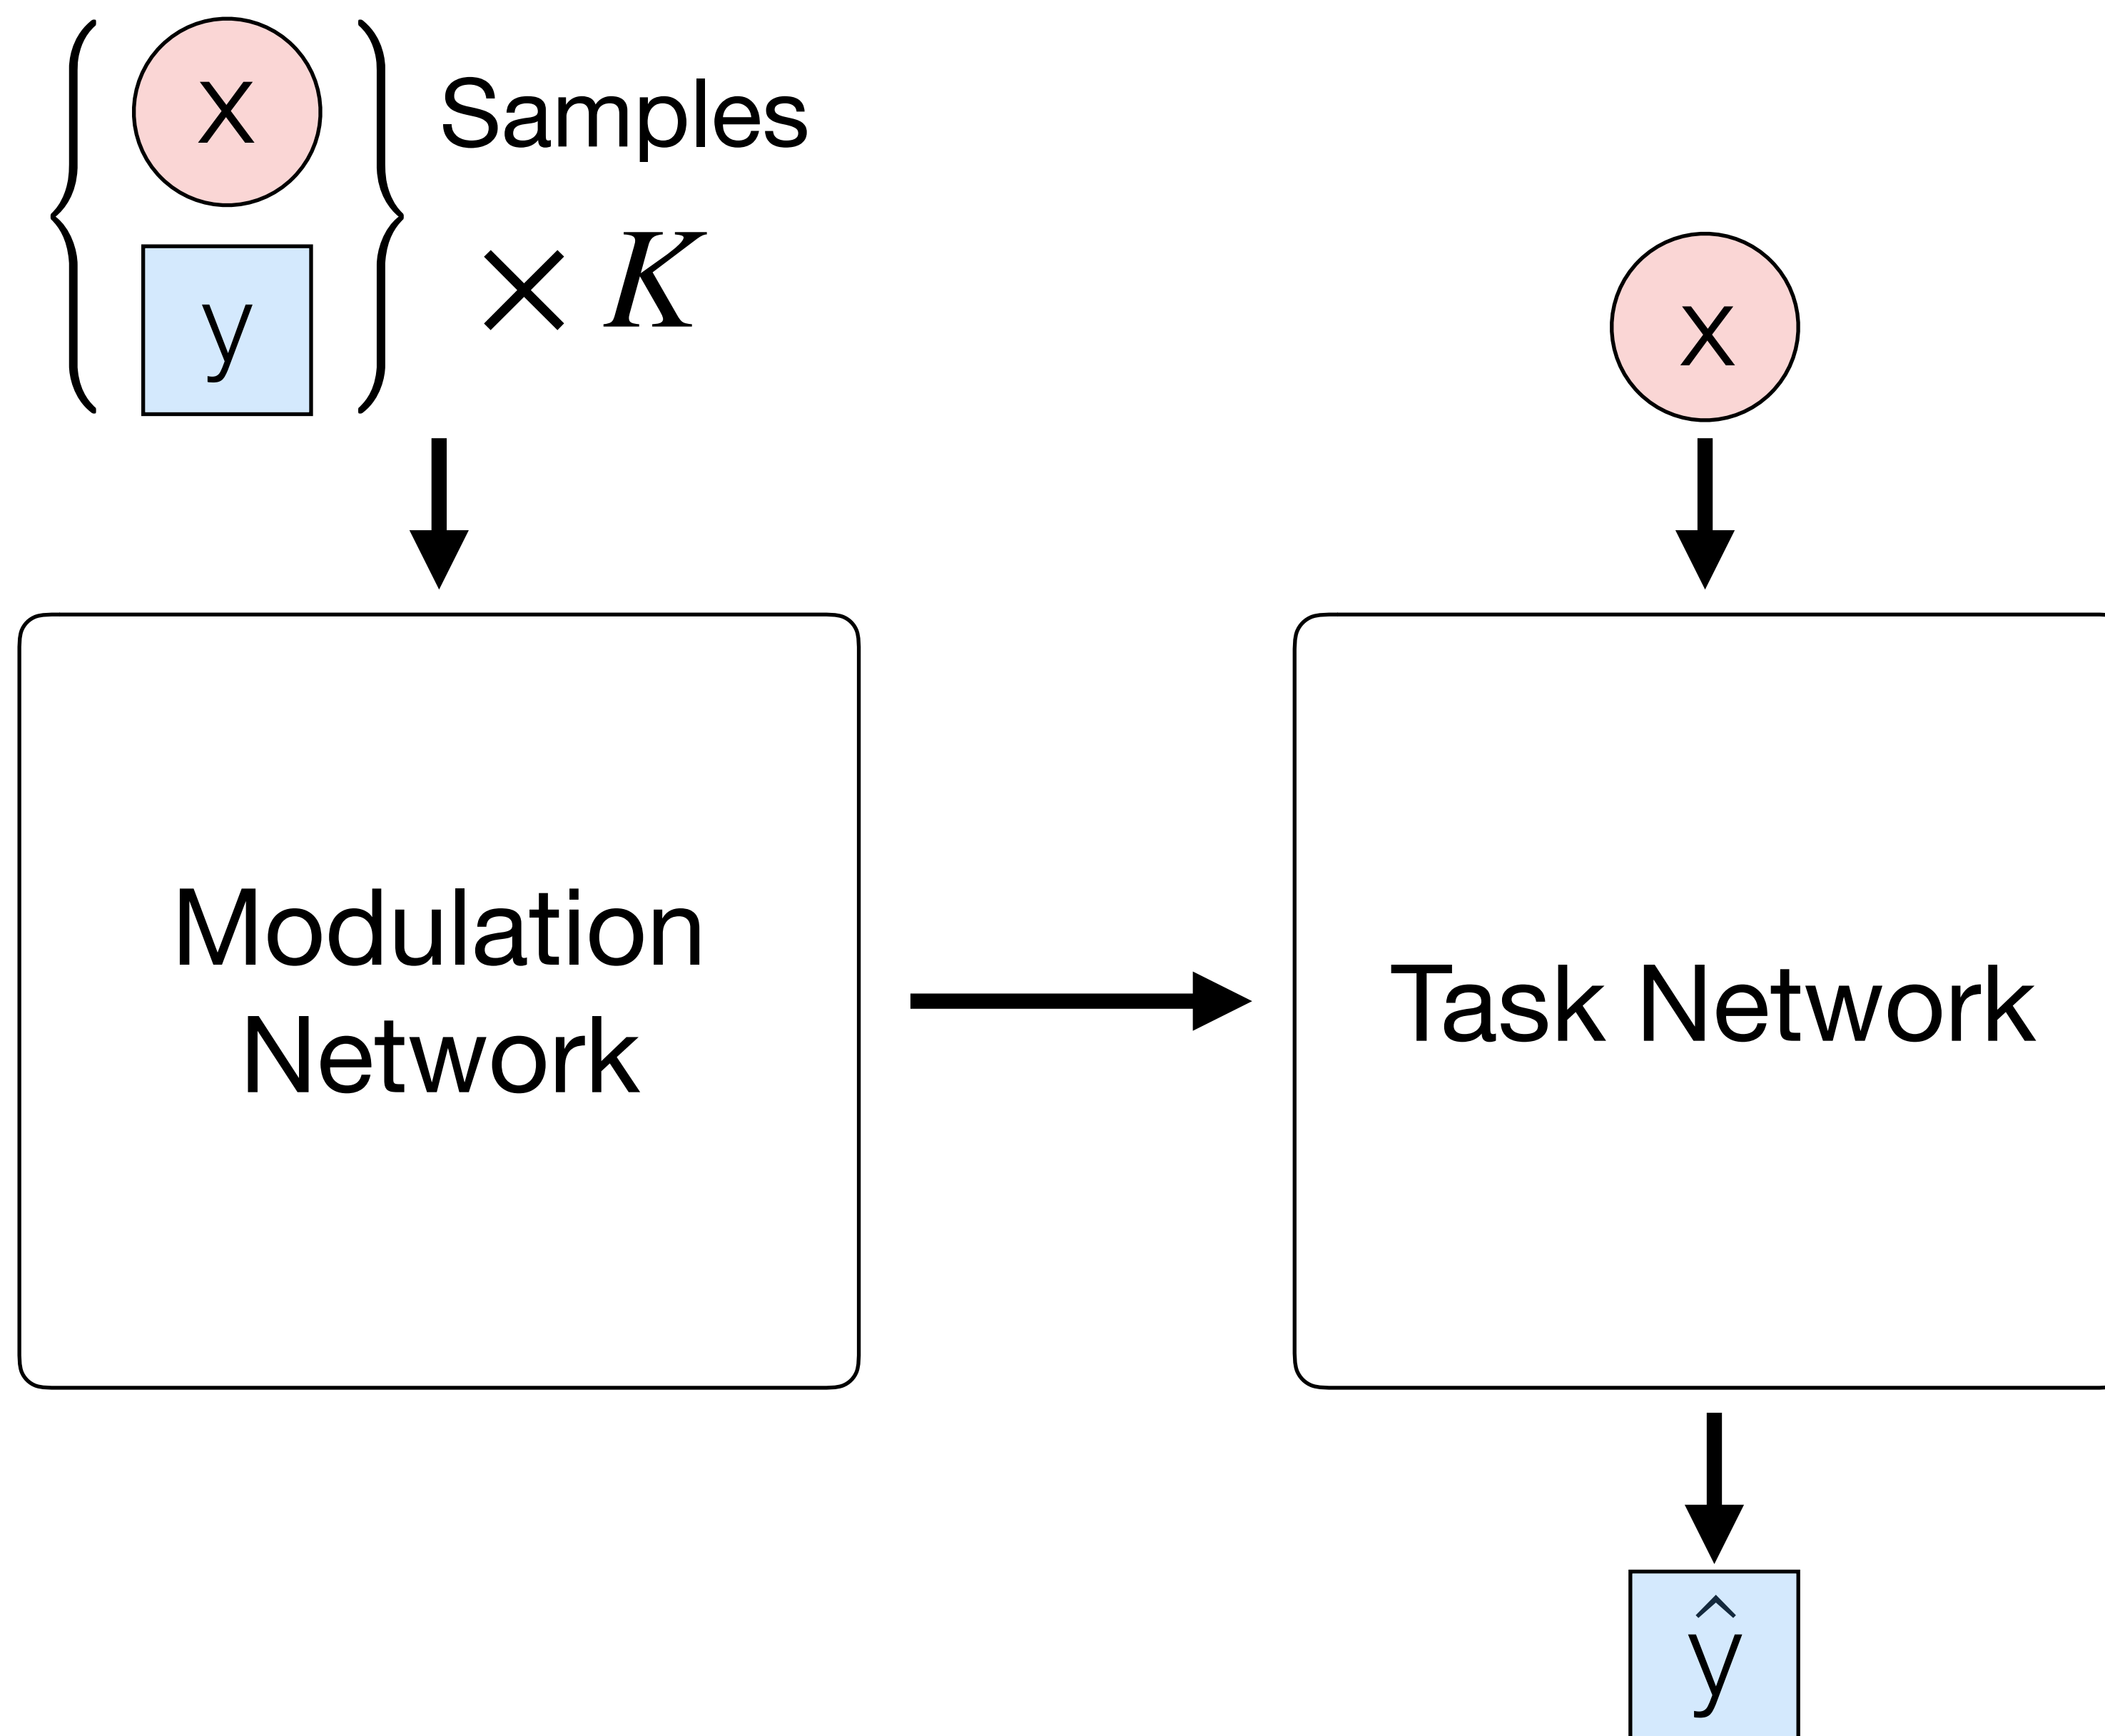 x
Samples
y
× K
x
Modulation
Network
Task Network
ŷ